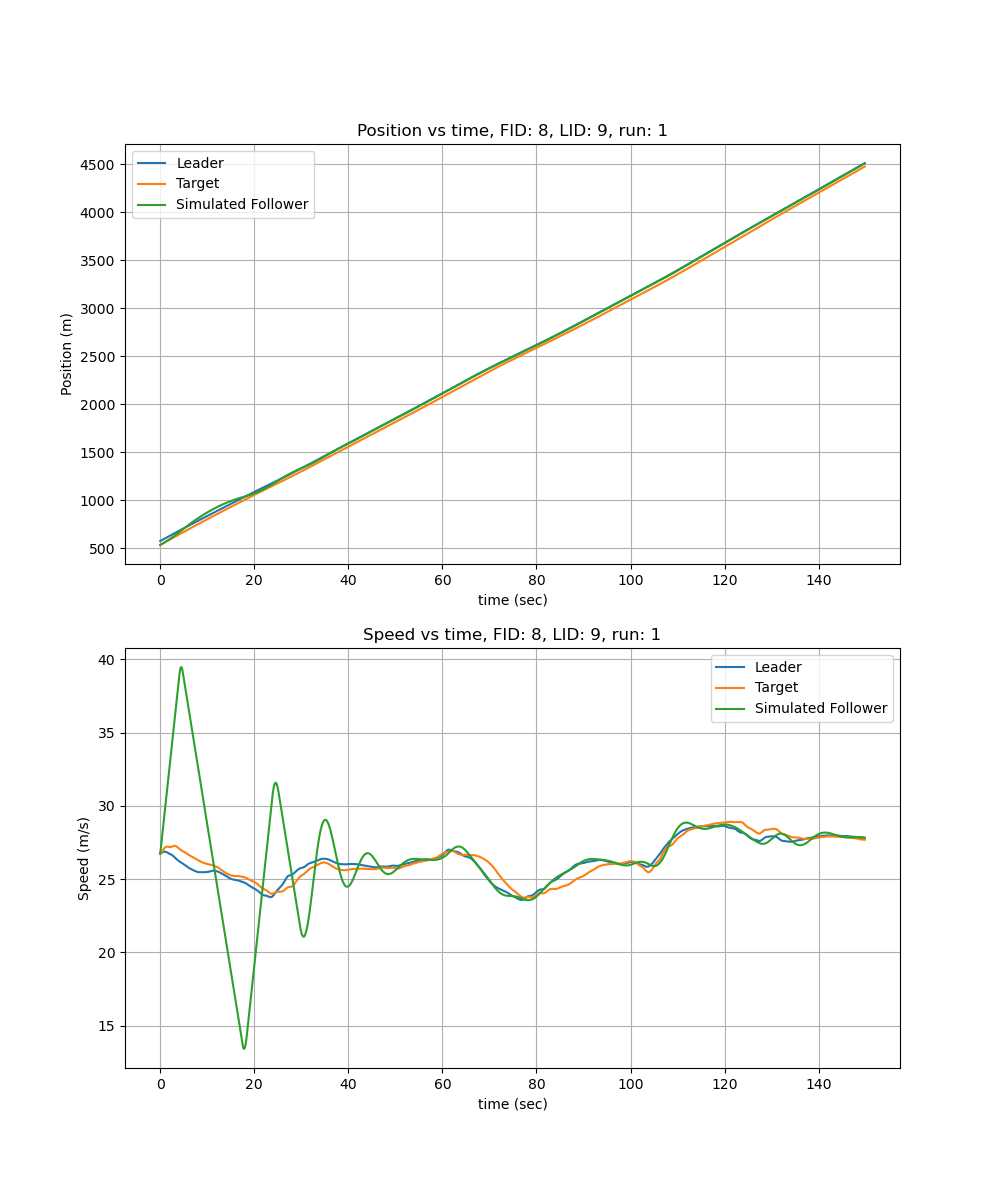 Position vs time, FID: 8, LID: 9, run: 1
Leader
Target
Simulated Follower
4500
4000
3500
3000
2500
2000
1500
1000
500
Position (m)
0 20 40 60 80 100 120 140
time (sec)
Speed vs time, FID: 8, LID: 9, run: 1
Leader
Target
Simulated Follower
40
35
30
25
20
15
Speed (m/s)
0 20 40 60 80 100 120 140
time (sec)